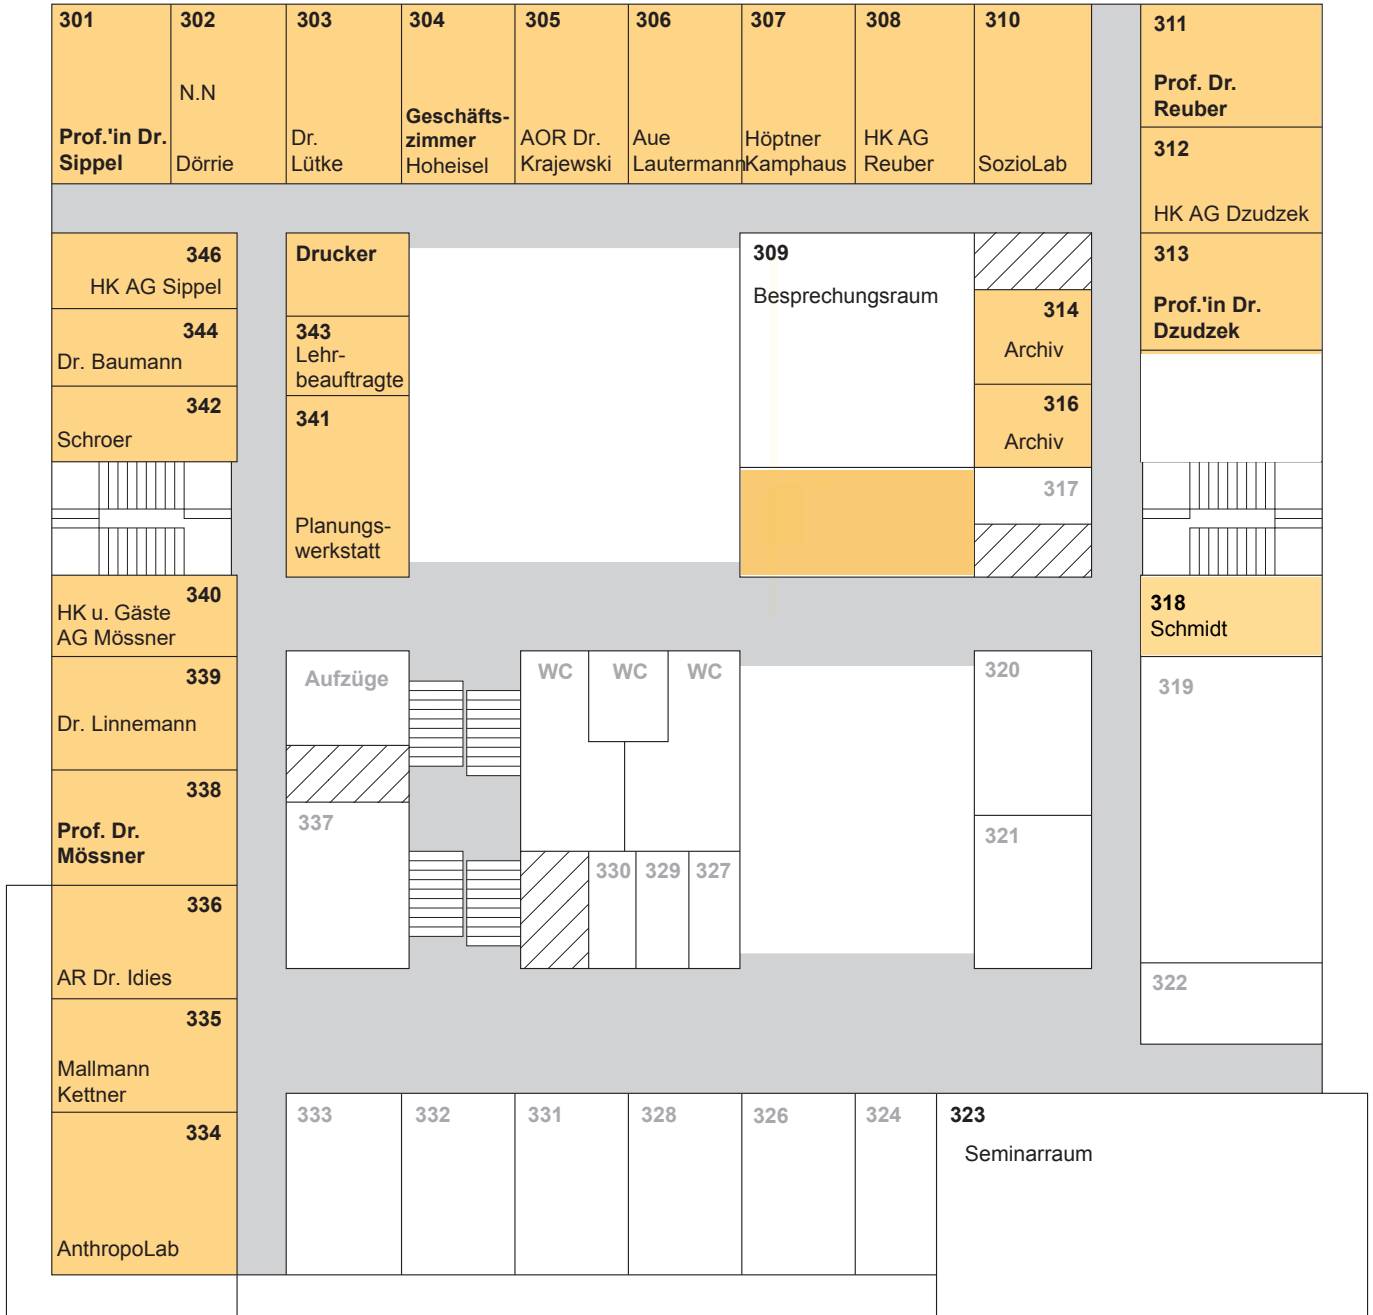 301
Prof.'in Dr.
Sippel
302
N.N
Dörrie
303
Dr.
Lütke
304
Geschäfts-
zimmer
Hoheisel
305
AOR Dr.
Krajewski
306
Aue
Lautermann
307
Höptner
Kamphaus
308
HK AG
Reuber
310
SozioLab
311
Prof. Dr.
Reuber
312
HK AG Dzudzek
313
Prof.'in Dr.
Dzudzek
346
HK AG Sippel
344
Dr. Baumann
342
Schroer
Drucker
343
Lehr-
beauftragte
341
Planungs-
werkstatt
309
Besprechungsraum
314
Archiv
316
Archiv
317
318
Schmidt
340
HK u. Gäste
AG Mössner
339
Dr. Linnemann
338
Prof. Dr.
Mössner
336
AR Dr. Idies
335
Mallmann
Kettner
334
AnthropoLab
Aufzüge
337
WC
WC
WC
330
329
327
320
321
319
322
333
332
331
328
326
324
323
Seminarraum